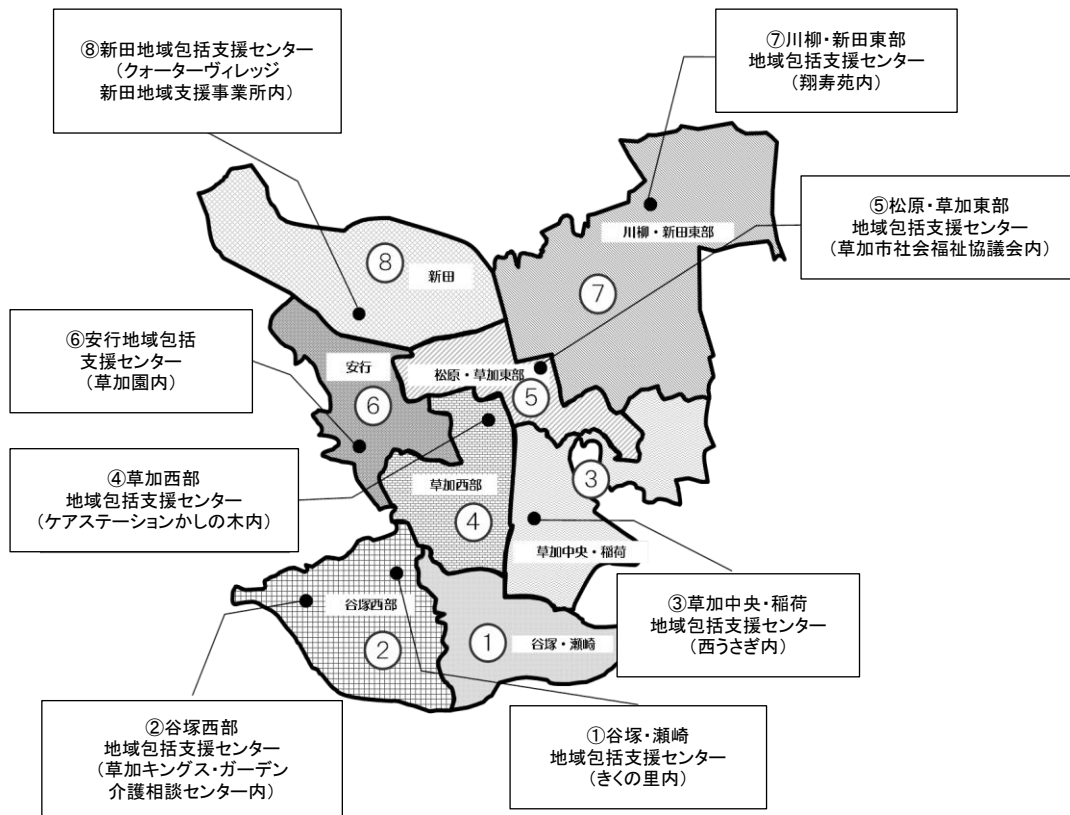 ⑧新田地域包括支援センター
（クォーターヴィレッジ
新田地域支援事業所内）
⑦川柳・新田東部
地域包括支援センター
（翔寿苑内）
⑤松原・草加東部
地域包括支援センター
（草加市社会福祉協議会内）
川柳・新田東部
⑧
新田
⑦
⑥安行地域包括
支援センター
（草加園内）
安行
松原・草加東部
⑤
⑥
④草加西部
地域包括支援センター
（ケアステーションかしの木内）
草加西部
③
④
草加中央・稲荷
③草加中央・稲荷
地域包括支援センター
（西うさぎ内）
谷塚西部
②
①
谷塚・瀬崎
②谷塚西部
地域包括支援センター
（草加キングス・ガーデン
介護相談センター内）
①谷塚・瀬崎
地域包括支援センター
（きくの里内）